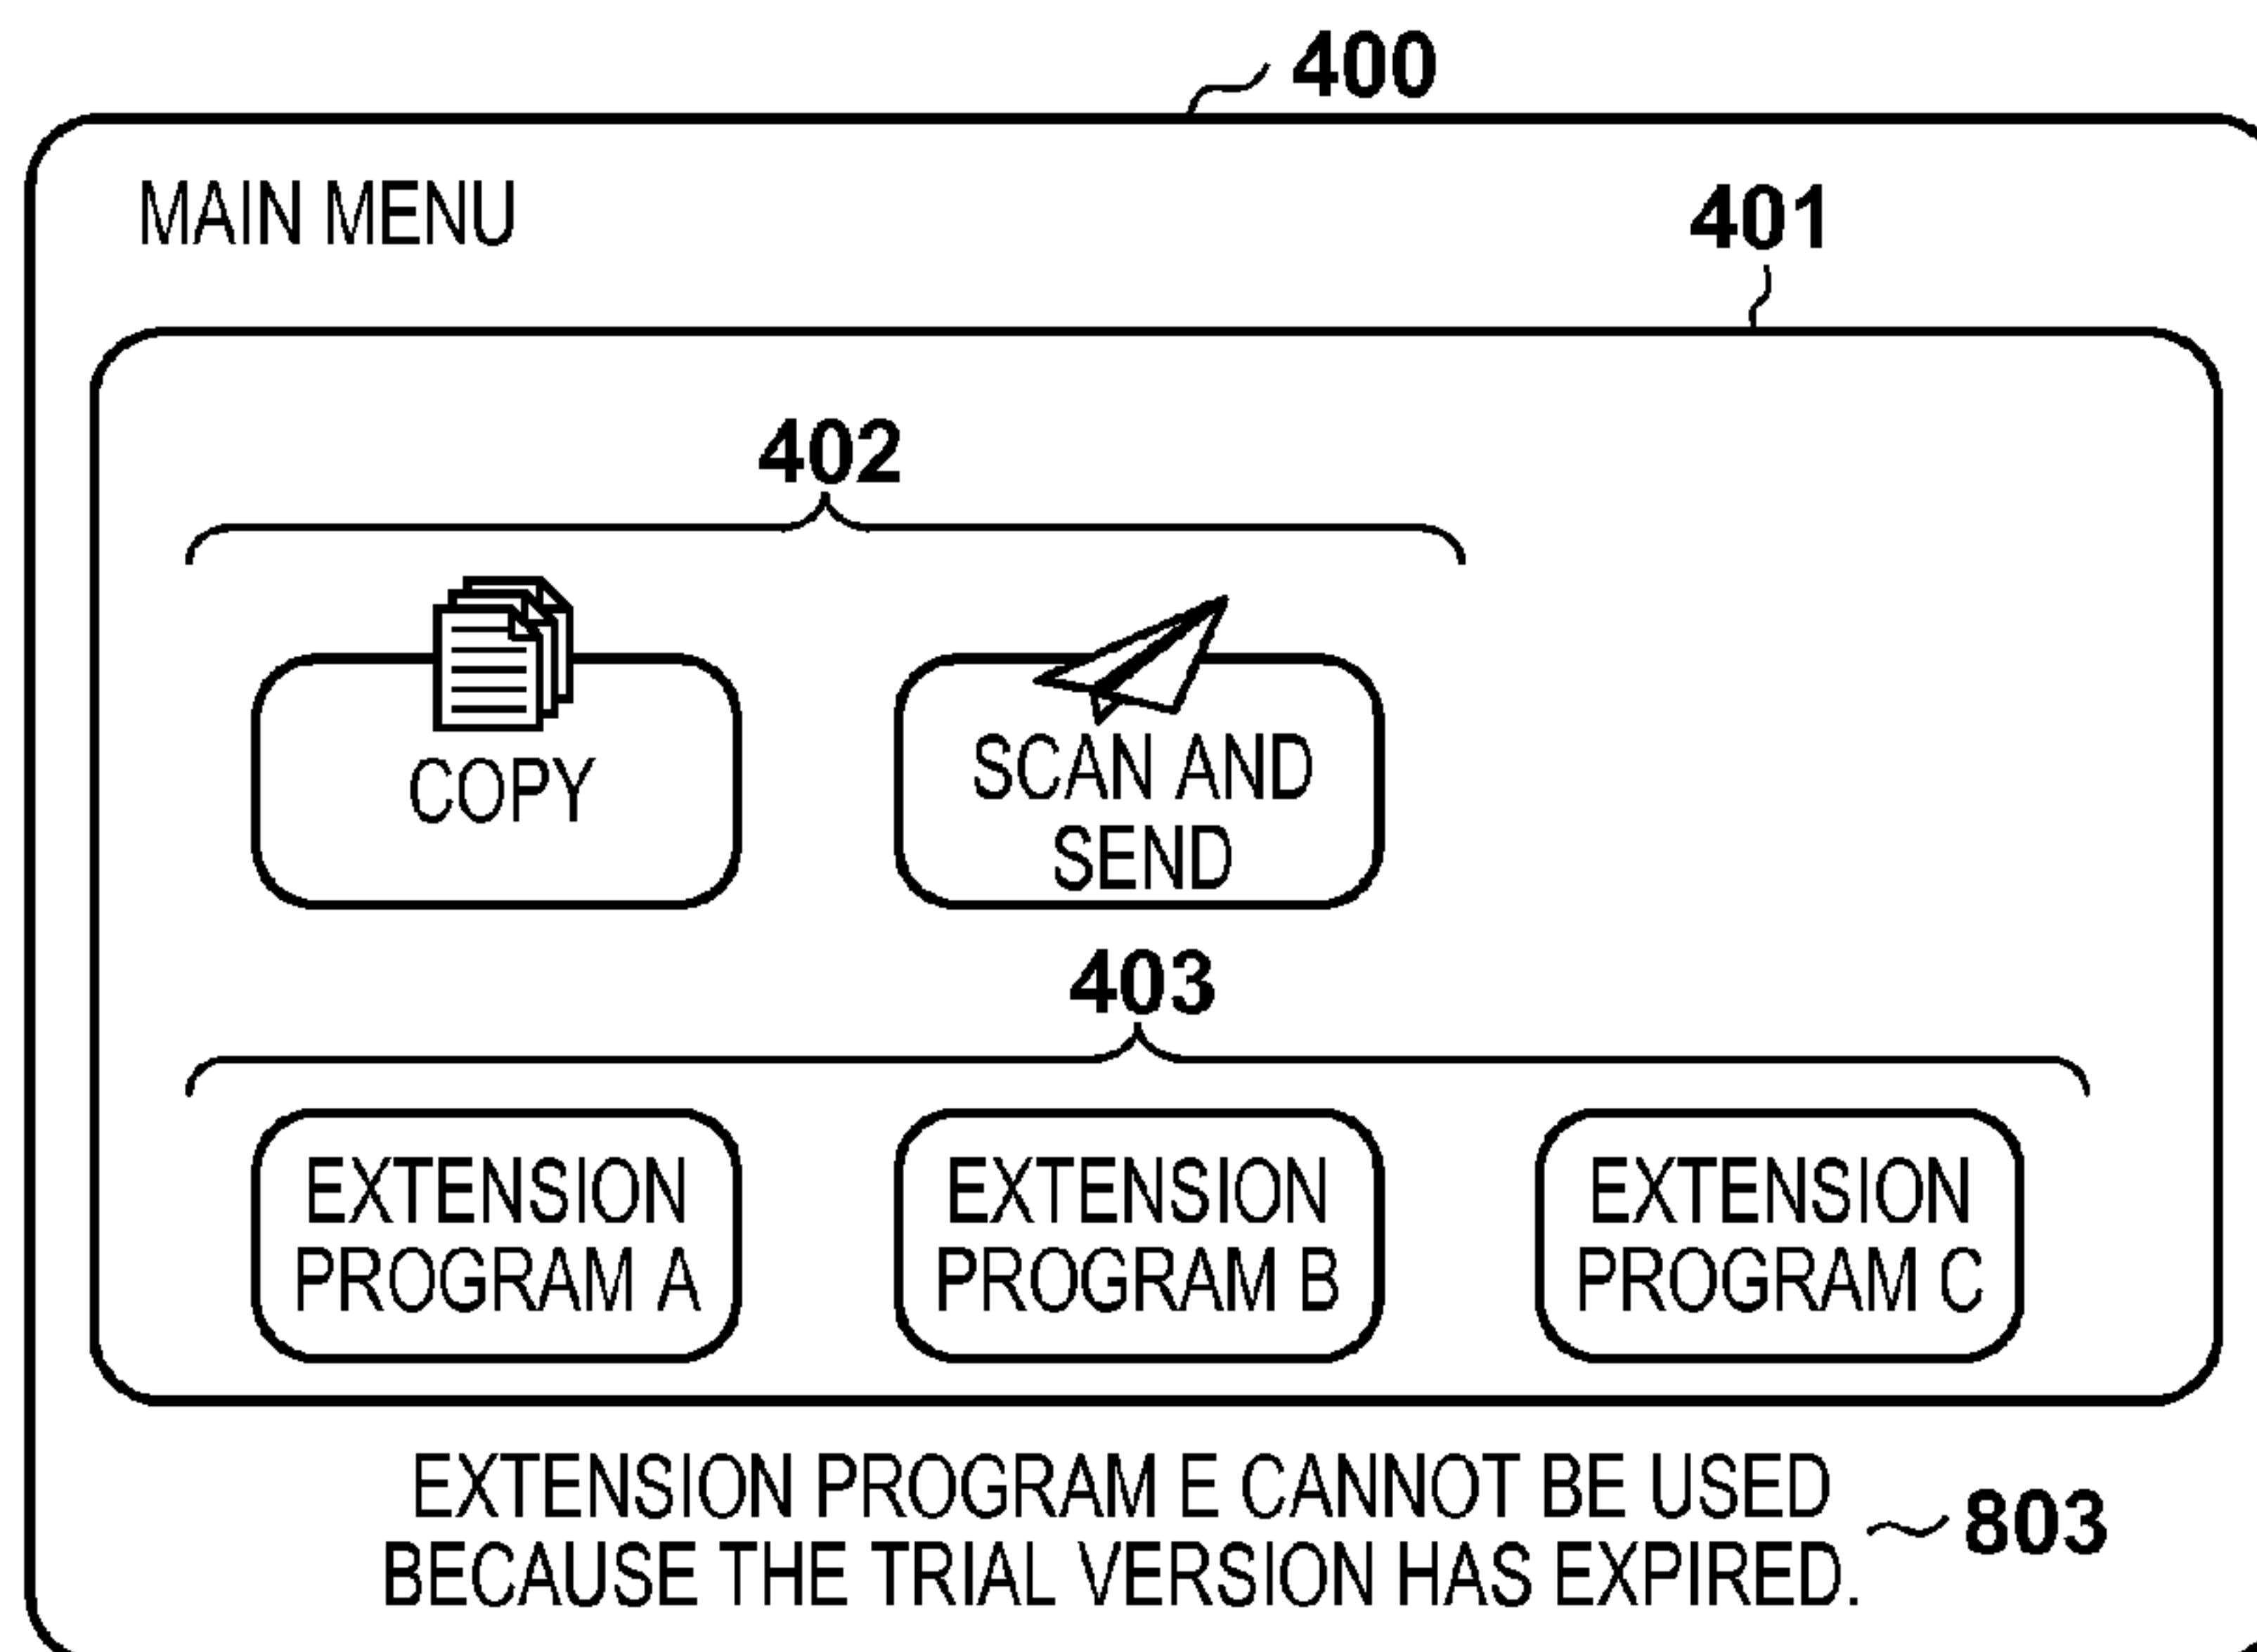 400
MAIN MENU
401
402
COPY
SCAN AND
SEND
403
EXTENSION
PROGRAM A
EXTENSION
PROGRAM B
EXTENSION
PROGRAM C
EXTENSION PROGRAM E CANNOT BE USED
BECAUSE THE TRIAL VERSION HAS EXPIRED.
803